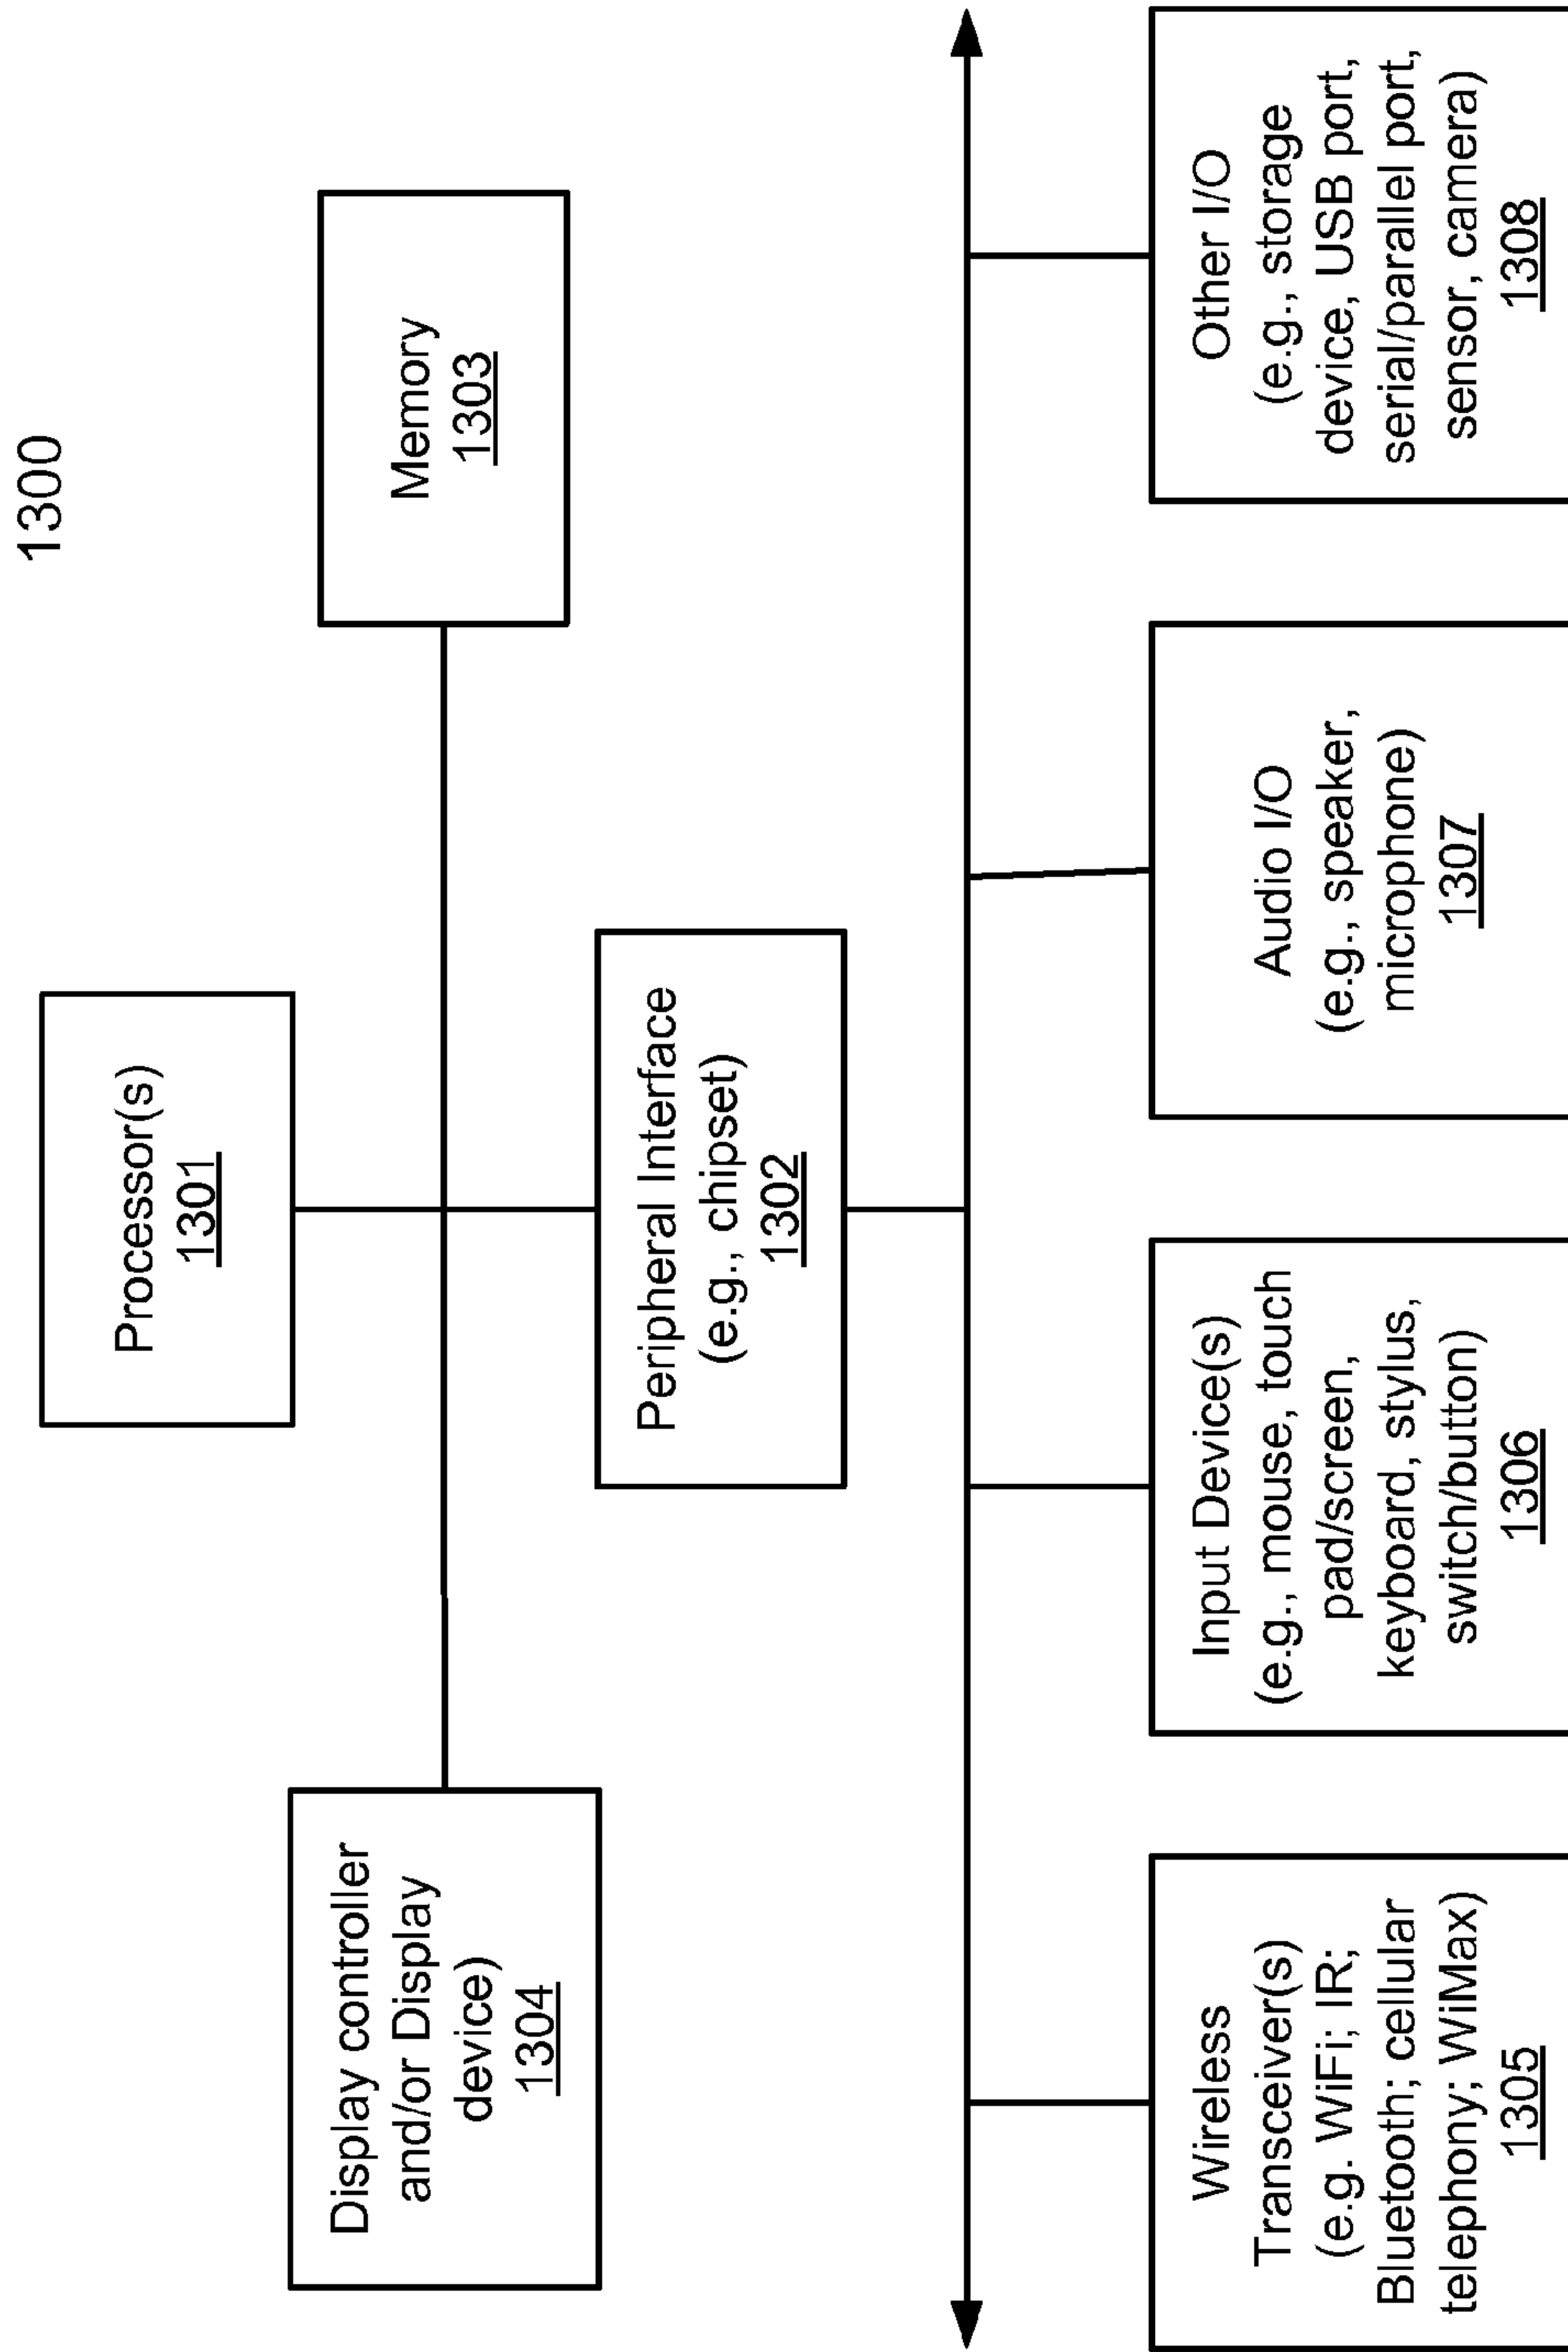 1300
Processor(s)
1301
Display controller
and/or Display
device)
1304
Memory
1303
Peripheral Interface
(e.g., chipset)
1302
Wireless
Transceiver(s)
(e.g. WiFi; IR;
Bluetooth; cellular
telephony; WiMax)
1305
Input Device(s)
(e.g., mouse, touch
pad/screen,
keyboard, stylus,
switch/button)
1306
Audio I/O
(e.g., speaker,
microphone)
1307
Other I/O
(e.g., storage
device, USB port,
serial/parallel port,
sensor, camera)
1308